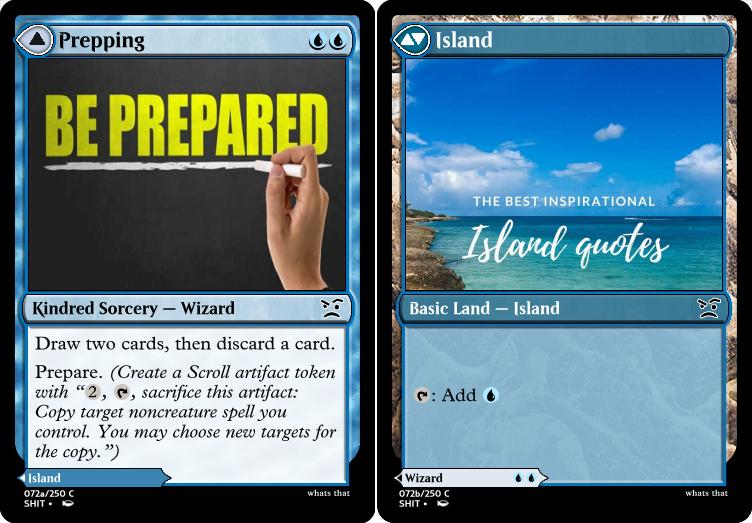 Prepping
BE PREPARED
Kindred Sorcery — Wizard
Draw two cards, then discard a card.
Prepare. (Create a Scroll artifact token
with “2, , sacrifice this artifact:
Copy target noncreature spell you
control. You may choose new targets for
the copy.”)
Island
072a/250 C
SHIT •
whats that
Island
THE BEST INSPIRATIONAL
Island quotes
Basic Land — Island
: Add
Wizard
072b/250 C
SHIT •
whats that